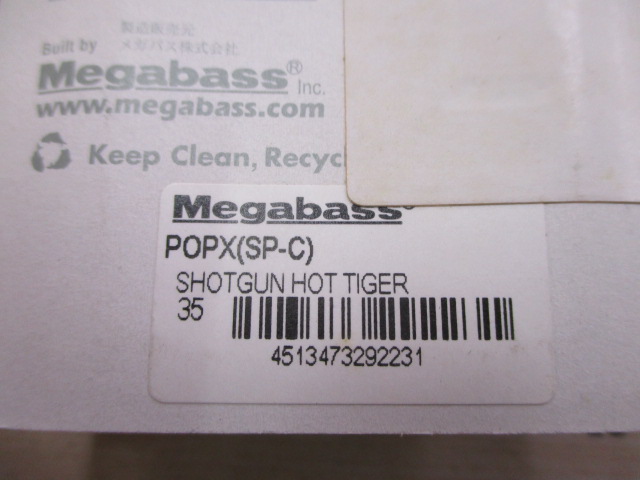 製造販売元
Built by メガバス株式会社
Megabass® Inc.
www.megabass.com
Keep Clean, Recyc
Megabass®
POPX(SP-C)
SHOTGUN HOT TIGER
35
4513473292231